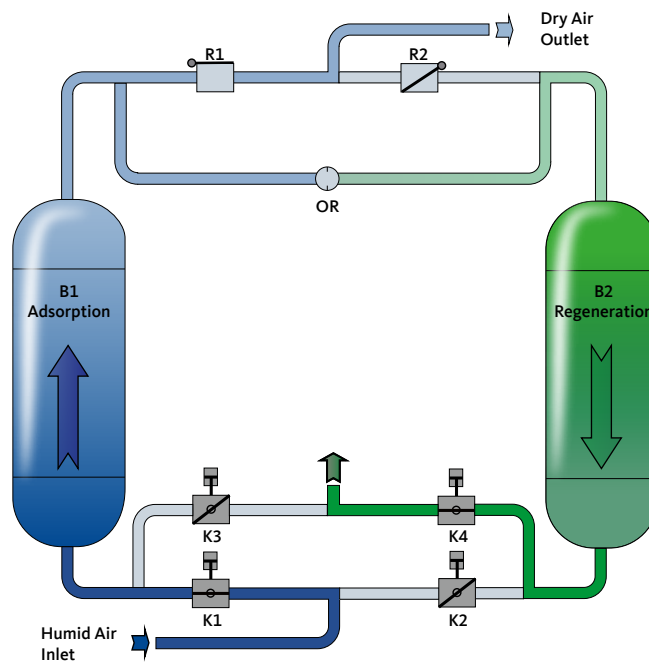 Dry Air
Outlet
R1
R2
OR
B1
Adsorption
B2
Regeneration
K3
K4
K1
K2
Humid Air
Inlet